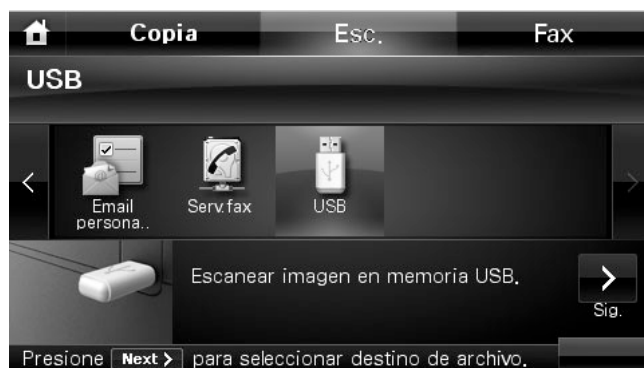 Copia Esc. Fax
USB
Email
persona..
Serv.fax
USB
Escanear imagen en memoria USB.
Sig.
Presione Next > para seleccionar destino de archivo.